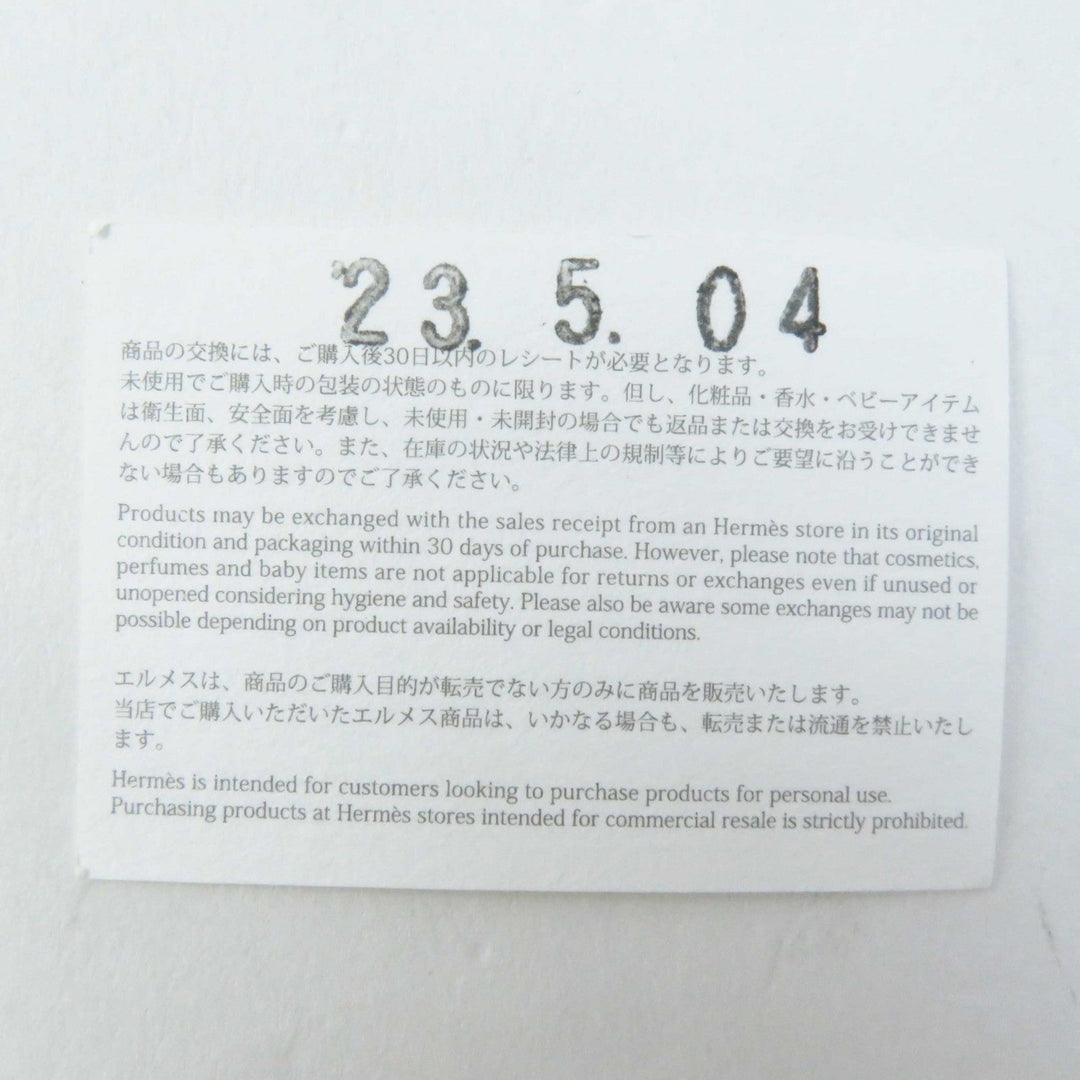 23. 5. 04
商品の交換には、ご購入後30日以内のレシートが必要となります。
未使用でご購入時の包装の状態のものに限ります。但し、化粧品・香水・ベビーアイテム
は衛生面、安全面を考慮し、未使用・未開封の場合でも返品または交換をお受けできませ
んので了承ください。また、在庫の状況や法律上の規制等によりご要望に沿うことができ
ない場合もありますのでご了承ください。
Products may be exchanged with the sales receipt from an Hermès store in its original
condition and packaging within 30 days of purchase. However, please note that cosmetics,
perfumes and baby items are not applicable for returns or exchanges even if unused or
unopened considering hygiene and safety. Please also be aware some exchanges may not be
possible depending on product availability or legal conditions.
エルメスは、商品のご購入目的が転売でない方のみに商品を販売いたします。
当店でご購入いただいたエルメス商品は、いかなる場合も、転売または流通を禁止いたし
ます。
Hermès is intended for customers looking to purchase products for personal use.
Purchasing products at Hermès stores intended for commercial resale is strictly prohibited.